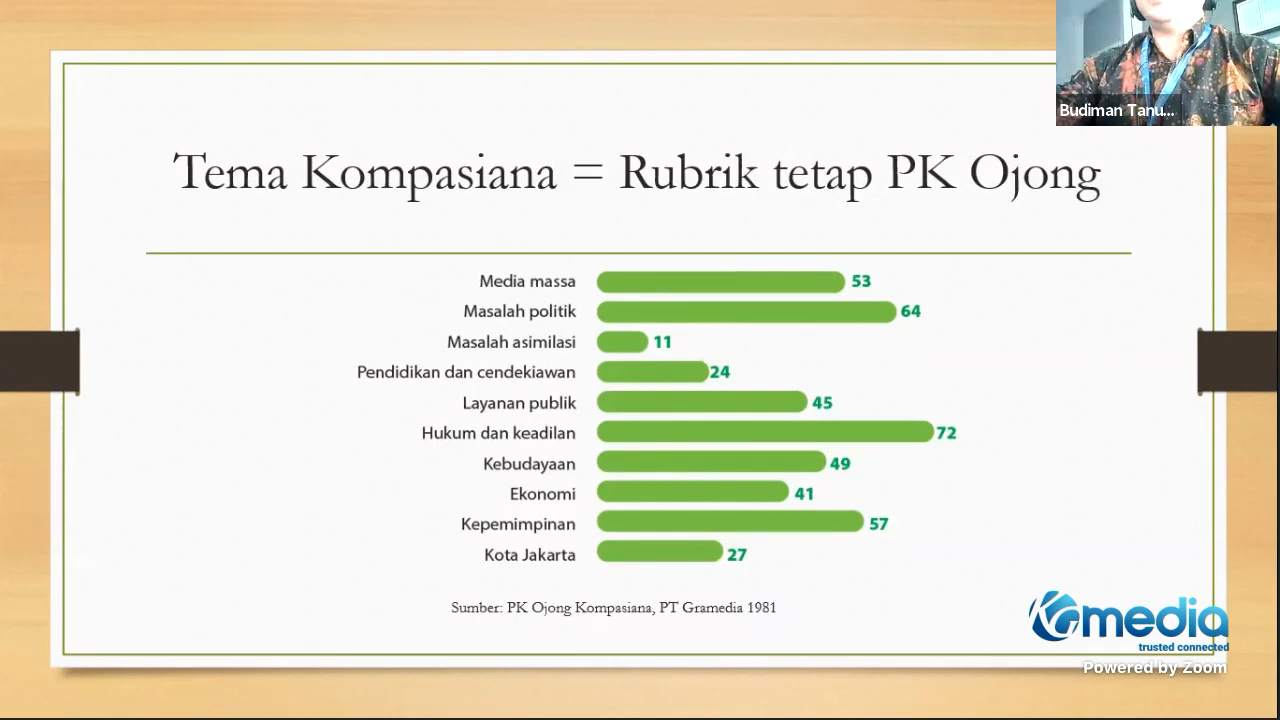 Budiman Tanu...
Tema Kompasiana = Rubrik tetap PK Ojong
Media massa 53
Masalah politik 64
Masalah asimilasi 11
Pendidikan dan cendekiawan 24
Layanan publik 45
Hukum dan keadilan 72
Kebudayaan 49
Ekonomi 41
Kepemimpinan 57
Kota Jakarta 27
Sumber: PK Ojong Kompasiana, PT Gramedia 1981
KGmedia
trusted connected
Powered by Zoom